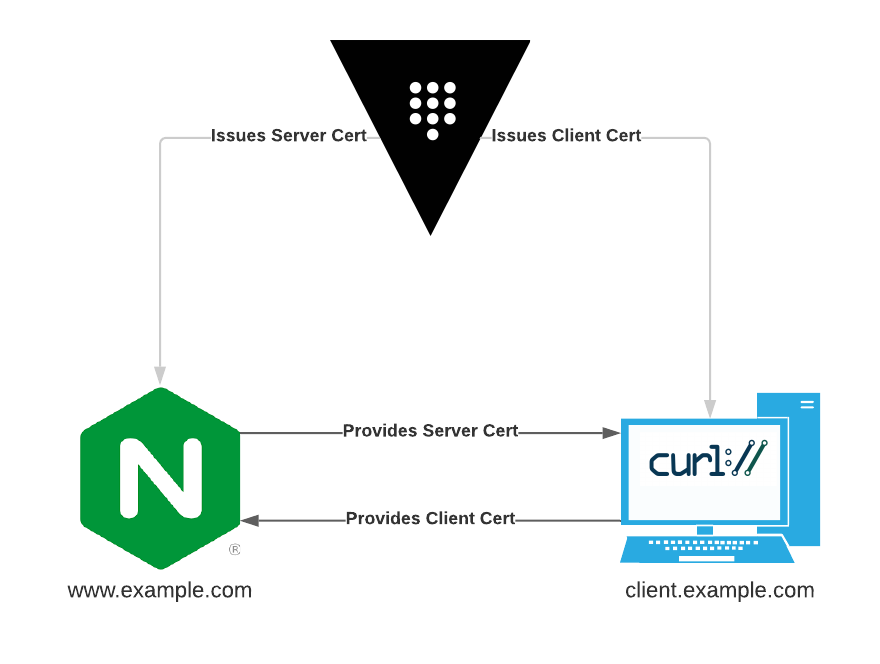 Issues Server Cert
Issues Client Cert
Provides Server Cert
curl://
N
Provides Client Cert
®
www.example.com
client.example.com